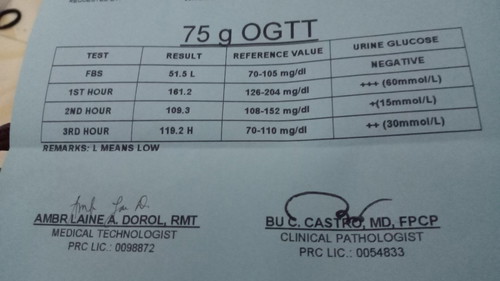 75 g OGTT
TEST RESULT REFERENCE VALUE URINE GLUCOSE
FBS 51.5 L 70-105 mg/dl NEGATIVE
1ST HOUR 161.2 126-204 mg/dl +++ (60mmol/L)
2ND HOUR 109.3 108-152 mg/dl +(15mmol/L)
3RD HOUR 119.2 H 70-110 mg/dl ++ (30mmol/L)
REMARKS: L MEANS LOW
AMBR LAINE A. DOROL, RMT
MEDICAL TECHNOLOGIST
PRC LIC.: 0098872
BU C. CASTRO, MD, FPCP
CLINICAL PATHOLOGIST
PRC LIC.: 0054833